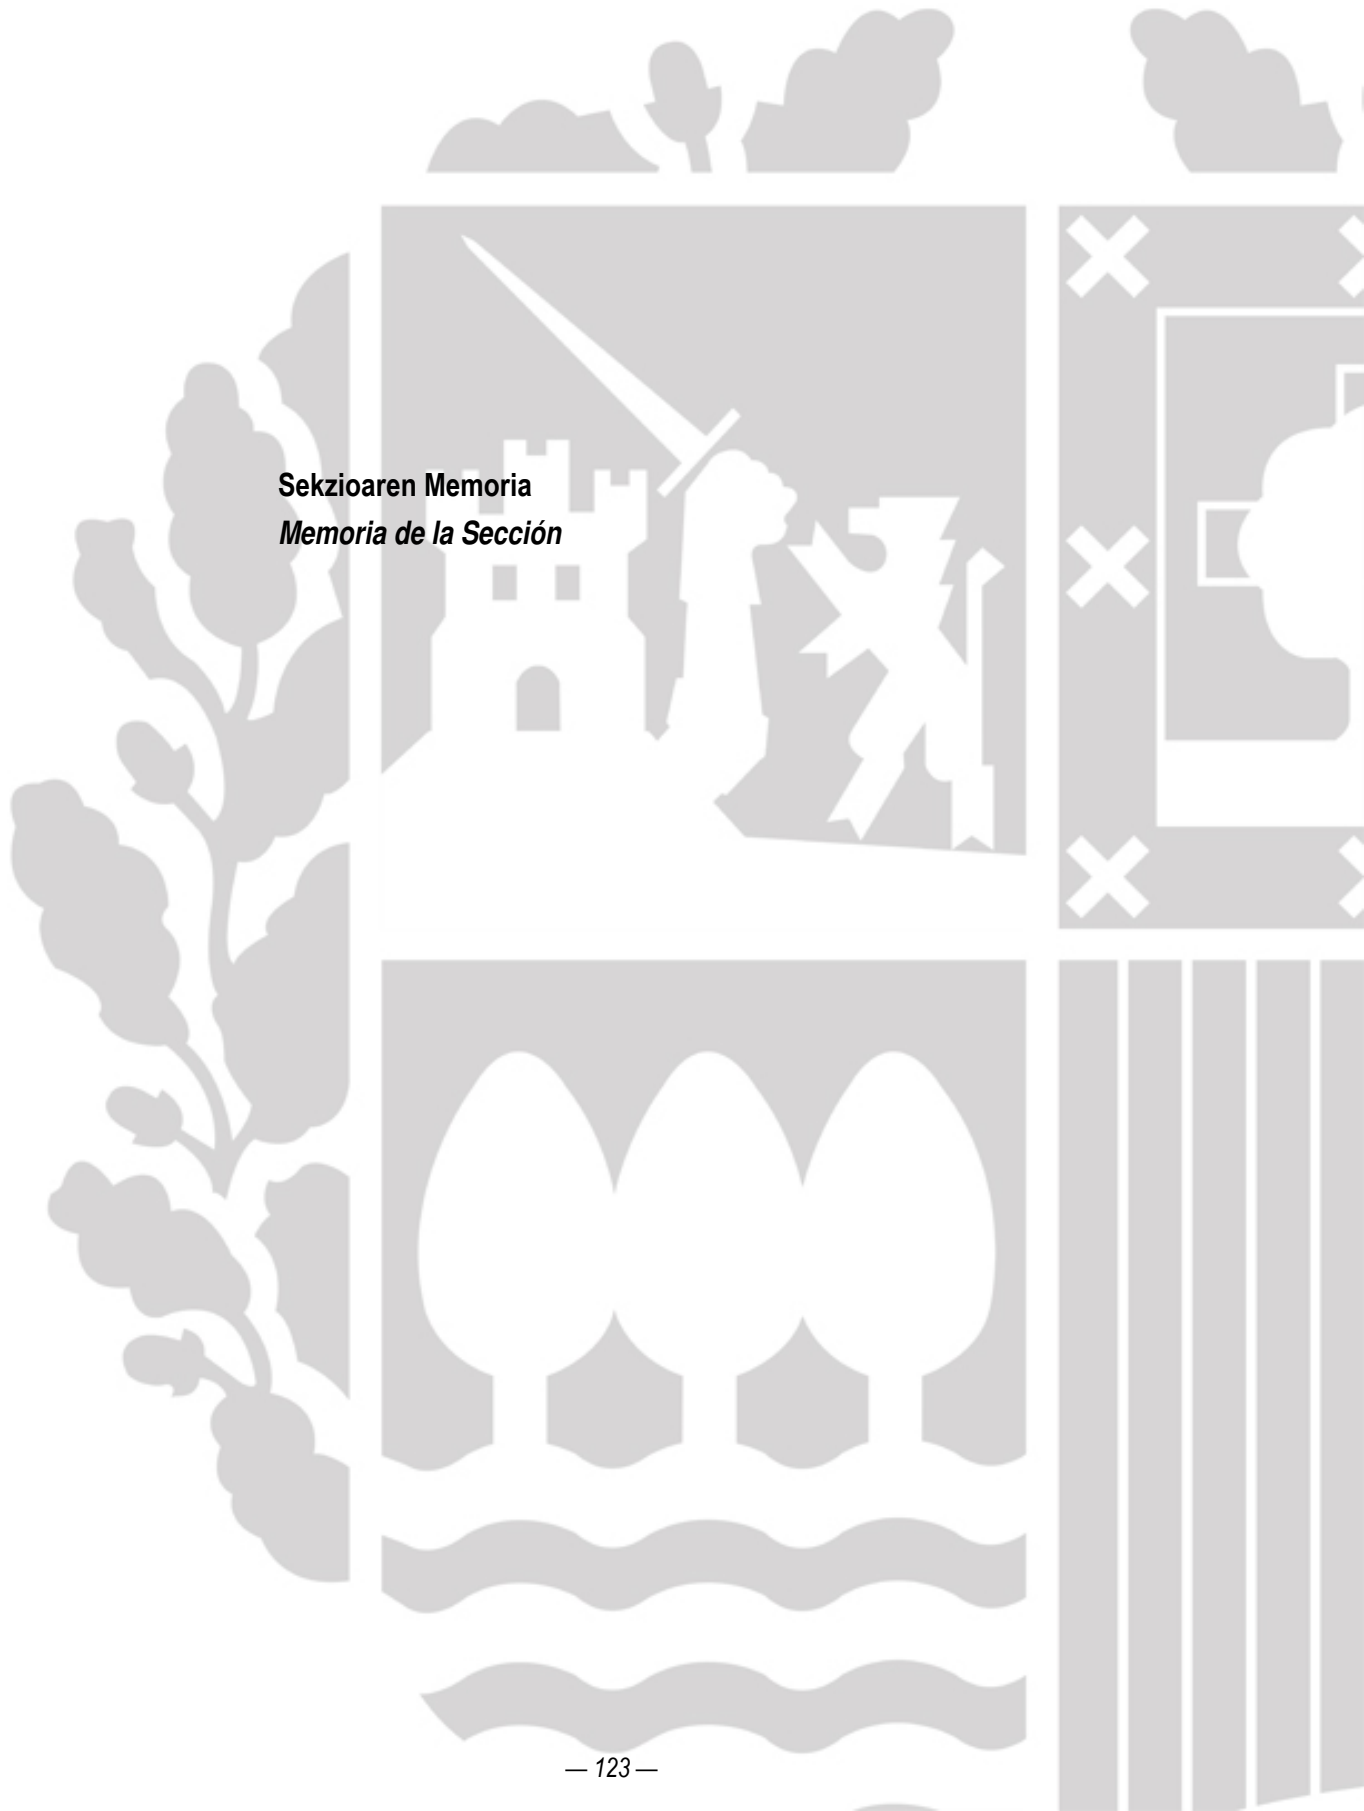 Sekzioaren Memoria
Memoria de la Sección
— 123 —